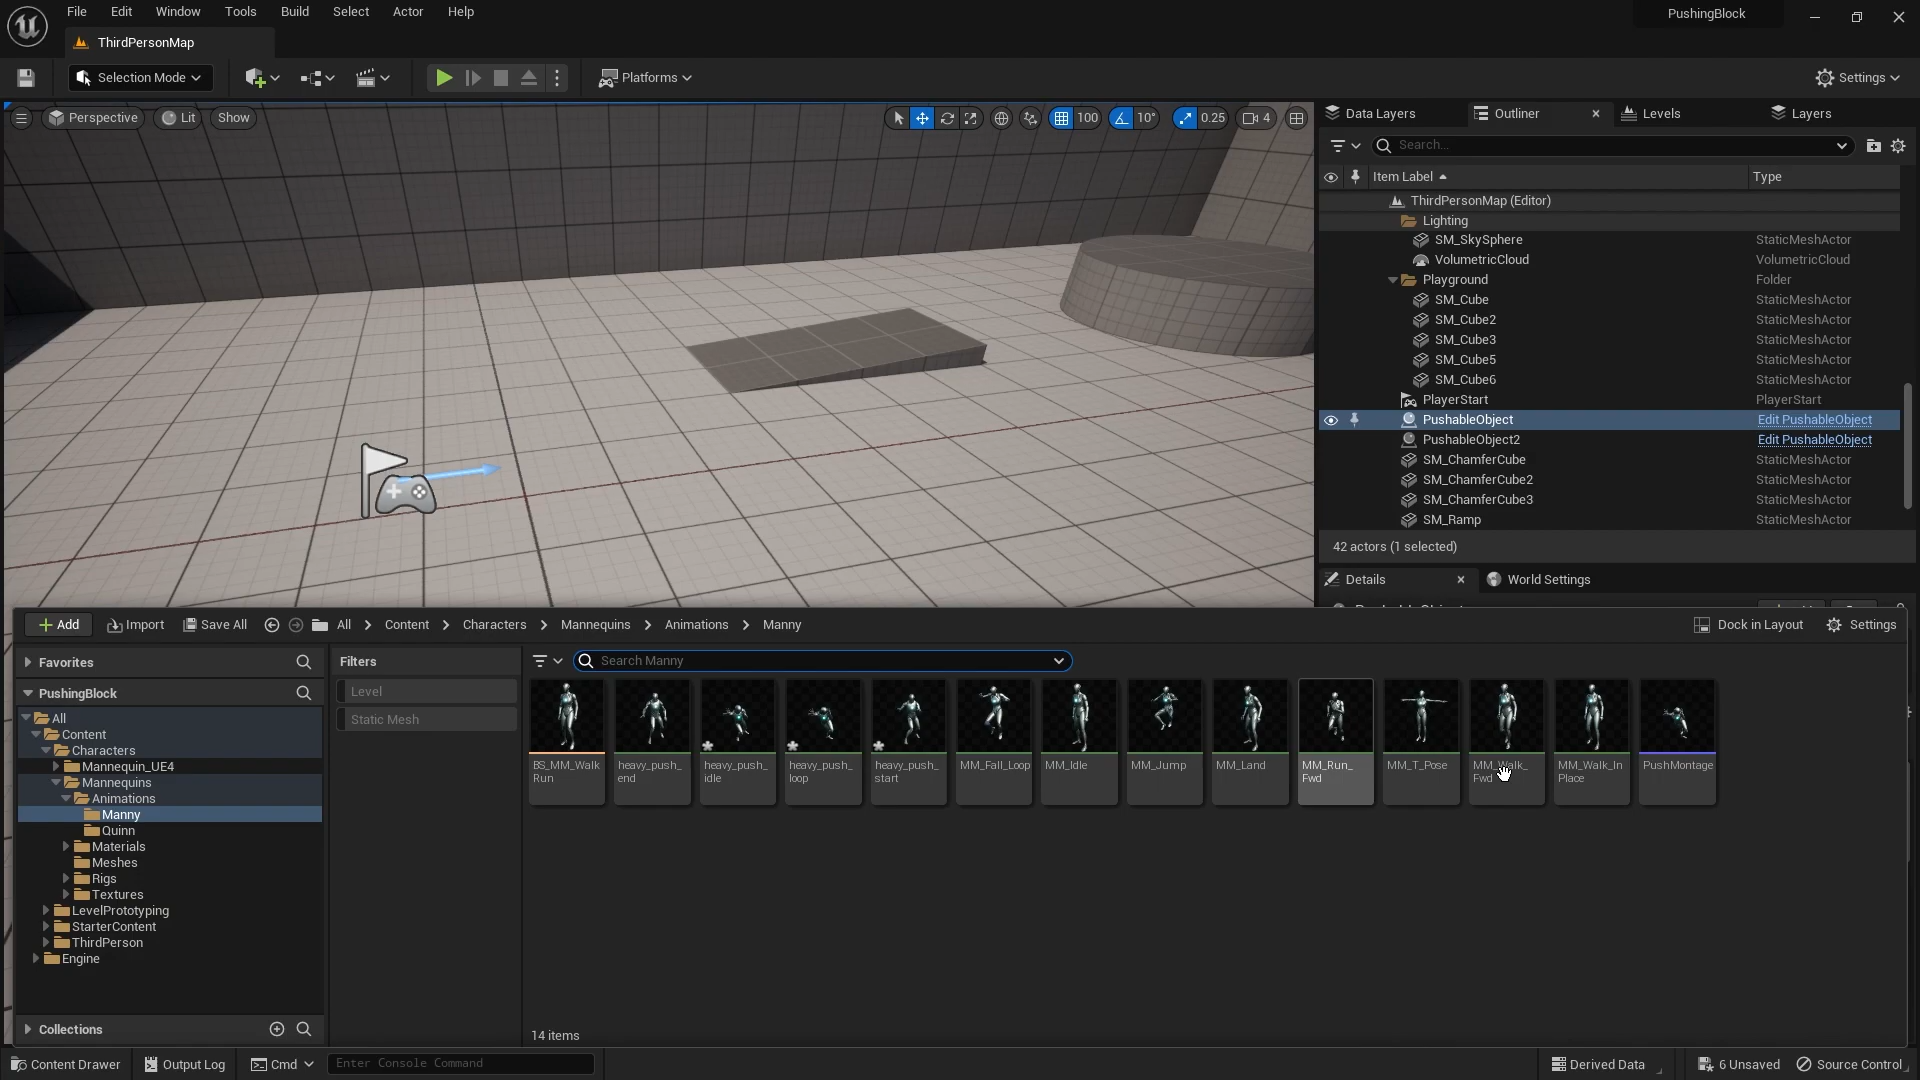 File Edit Window Tools Build Select Actor Help
PushingBlock
ThirdPersonMap
Selection Mode
Platforms
Settings
Perspective Lit Show
100 10° 0.25 4
Data Layers Outliner Levels Layers
Search...
Item Label Type
ThirdPersonMap (Editor)
Lighting
SM_SkySphere StaticMeshActor
VolumetricCloud VolumetricCloud
Playground Folder
SM_Cube StaticMeshActor
SM_Cube2 StaticMeshActor
SM_Cube3 StaticMeshActor
SM_Cube5 StaticMeshActor
SM_Cube6 StaticMeshActor
PlayerStart PlayerStart
PushableObject Edit PushableObject
PushableObject2 Edit PushableObject
SM_ChamferCube StaticMeshActor
SM_ChamferCube2 StaticMeshActor
SM_ChamferCube3 StaticMeshActor
SM_Ramp StaticMeshActor
42 actors (1 selected)
Details World Settings
Add Import Save All All Content Characters Mannequins Animations Manny Dock in Layout Settings
Favorites
PushingBlock
All
Content
Characters
Mannequin_UE4
Mannequins
Animations
Manny
Quinn
Materials
Meshes
Rigs
Textures
LevelPrototyping
StarterContent
ThirdPerson
Engine
Collections
Filters
Level
Static Mesh
Search Manny
BS_MM_Walk
Run
heavy_push_
end
heavy_push_
idle
heavy_push_
loop
heavy_push_
start
MM_Fall_Loop
MM_Idle
MM_Jump
MM_Land
MM_Run_
Fwd
MM_T_Pose
MM_Walk_
Fwd
MM_Walk_In
Place
PushMontage
14 items
Content Drawer Output Log Cmd Enter Console Command Derived Data 6 Unsaved Source Control